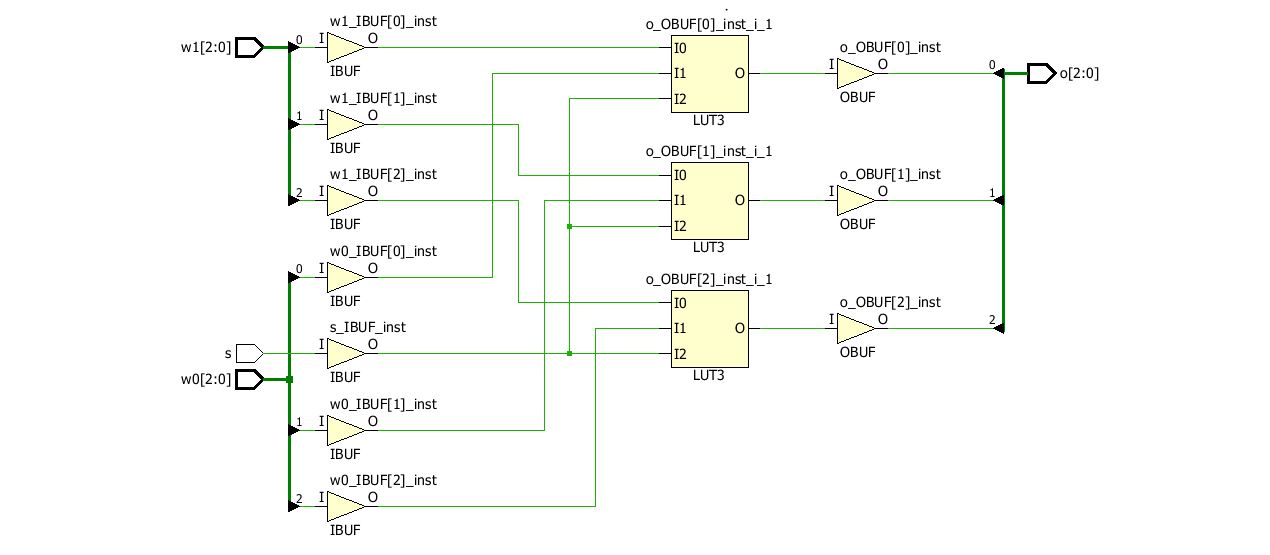 w1_IBUF[0]_inst
o_OBUF[0]_inst_i_1
w1[2:0]
0
I
O
IBUF
I0
I1
I2
O
LUT3
o_OBUF[0]_inst
I
O
OBUF
0
o[2:0]
w1_IBUF[1]_inst
1
I
O
IBUF
o_OBUF[1]_inst_i_1
I0
I1
I2
O
LUT3
o_OBUF[1]_inst
I
O
OBUF
1
w1_IBUF[2]_inst
2
I
O
IBUF
w0_IBUF[0]_inst
0
I
O
IBUF
o_OBUF[2]_inst_i_1
I0
I1
I2
O
LUT3
o_OBUF[2]_inst
I
O
OBUF
2
s_IBUF_inst
s
I
O
IBUF
w0[2:0]
w0_IBUF[1]_inst
1
I
O
IBUF
w0_IBUF[2]_inst
2
I
O
IBUF